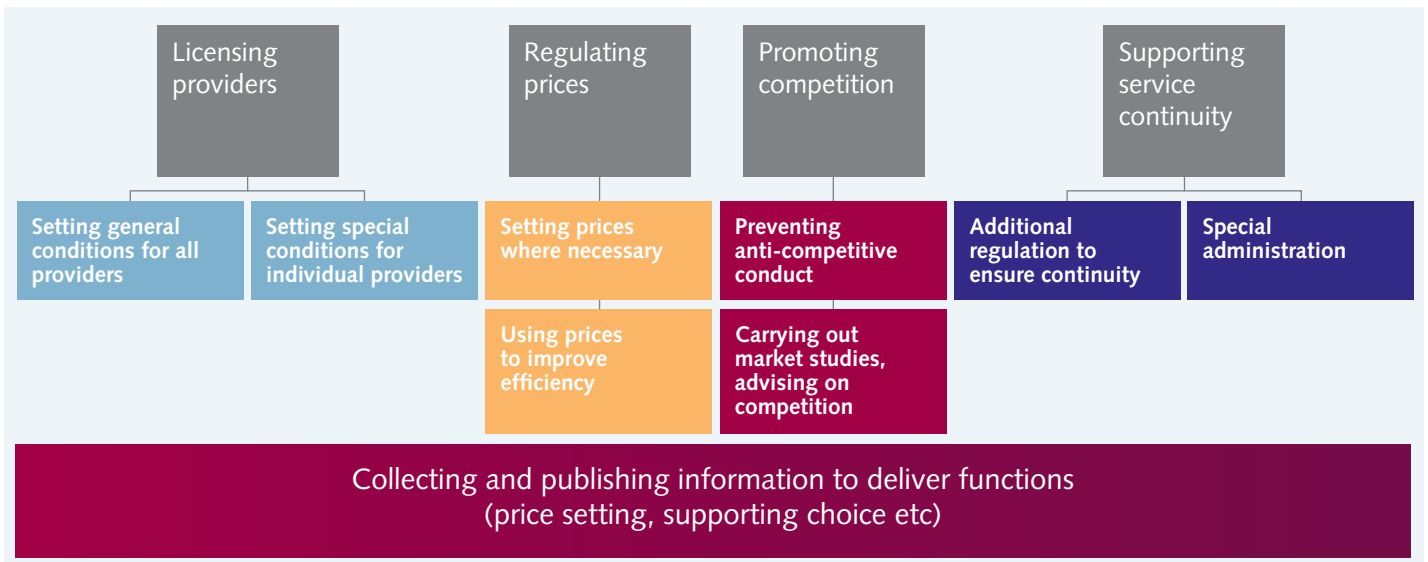 Licensing
providers
Regulating
prices
Promoting
competition
Supporting
service
continuity
Setting general
conditions for all
providers
Setting special
conditions for
individual providers
Setting prices
where necessary
Preventing
anti-competitive
conduct
Additional
regulation to
ensure continuity
Special
administration
Using prices
to improve
efficiency
Carrying out
market studies,
advising on
competition
Collecting and publishing information to deliver functions
(price setting, supporting choice etc)